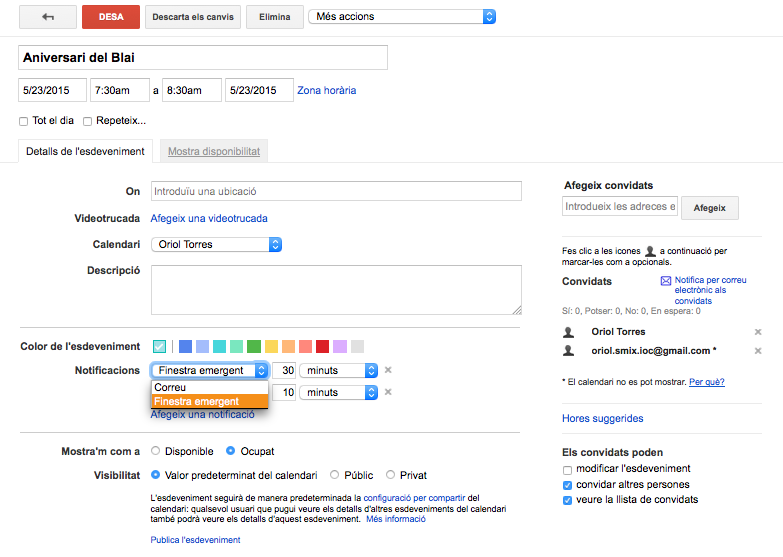 DESA Descarta els canvis Elimina Més accions
Aniversari del Blai
5/23/2015 7:30am a 8:30am 5/23/2015 Zona horària
Tot el dia Repeteix...
Detalls de l'esdeveniment Mostra disponibilitat
On Introduïu una ubicació
Videotrucada Afegeix una videotrucada
Calendari Oriol Torres
Descripció
Color de l'esdeveniment
Notificacions Finestra emergent 30 minuts
Correu
Finestra emergent 10 minuts
Afegeix una notificació
Mostra'm com a Disponible Ocupat
Visibilitat Valor predeterminat del calendari Públic Privat
L'esdeveniment seguirà de manera predeterminada la configuració per compartir del
calendari: qualsevol usuari que pugui veure els detalls d'altres esdeveniments del calendari
també podrà veure els detalls d'aquest esdeveniment. Més informació
Publica l'esdeveniment
Afegeix convidats
Introdueix les adreces e Afegeix
Fes clic a les icones a continuació per
marcar-les com a opcionals.
Convidats Notifica per correu
electrònic als
convidats
Sí: 0, Potser: 0, No: 0, En espera: 0
Oriol Torres
oriol.smix.ioc@gmail.com *
* El calendari no es pot mostrar. Per què?
Hores suggerides
Els convidats poden
modificar l'esdeveniment
convidar altres persones
veure la llista de convidats